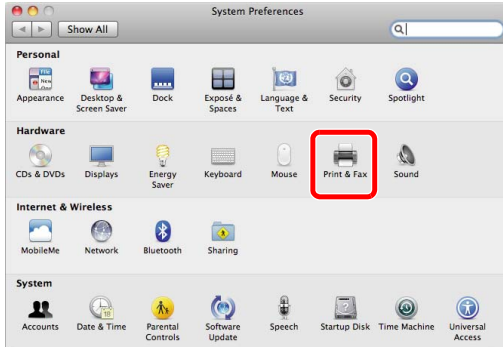 System Preferences
Show All
Personal
Appearance Desktop & Screen Saver Dock Exposé & Spaces Language & Text Security Spotlight
Hardware
CDs & DVDs Displays Energy Saver Keyboard Mouse Print & Fax Sound
Internet & Wireless
MobileMe Network Bluetooth Sharing
System
Accounts Date & Time Parental Controls Software Update Speech Startup Disk Time Machine Universal Access